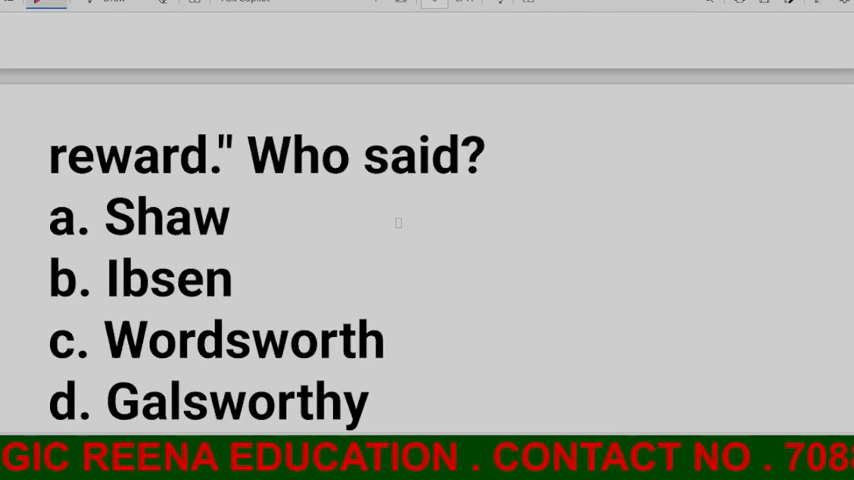 reward." Who said?
a. Shaw
b. Ibsen
c. Wordsworth
d. Galsworthy
GIC REENA EDUCATION . CONTACT NO . 708